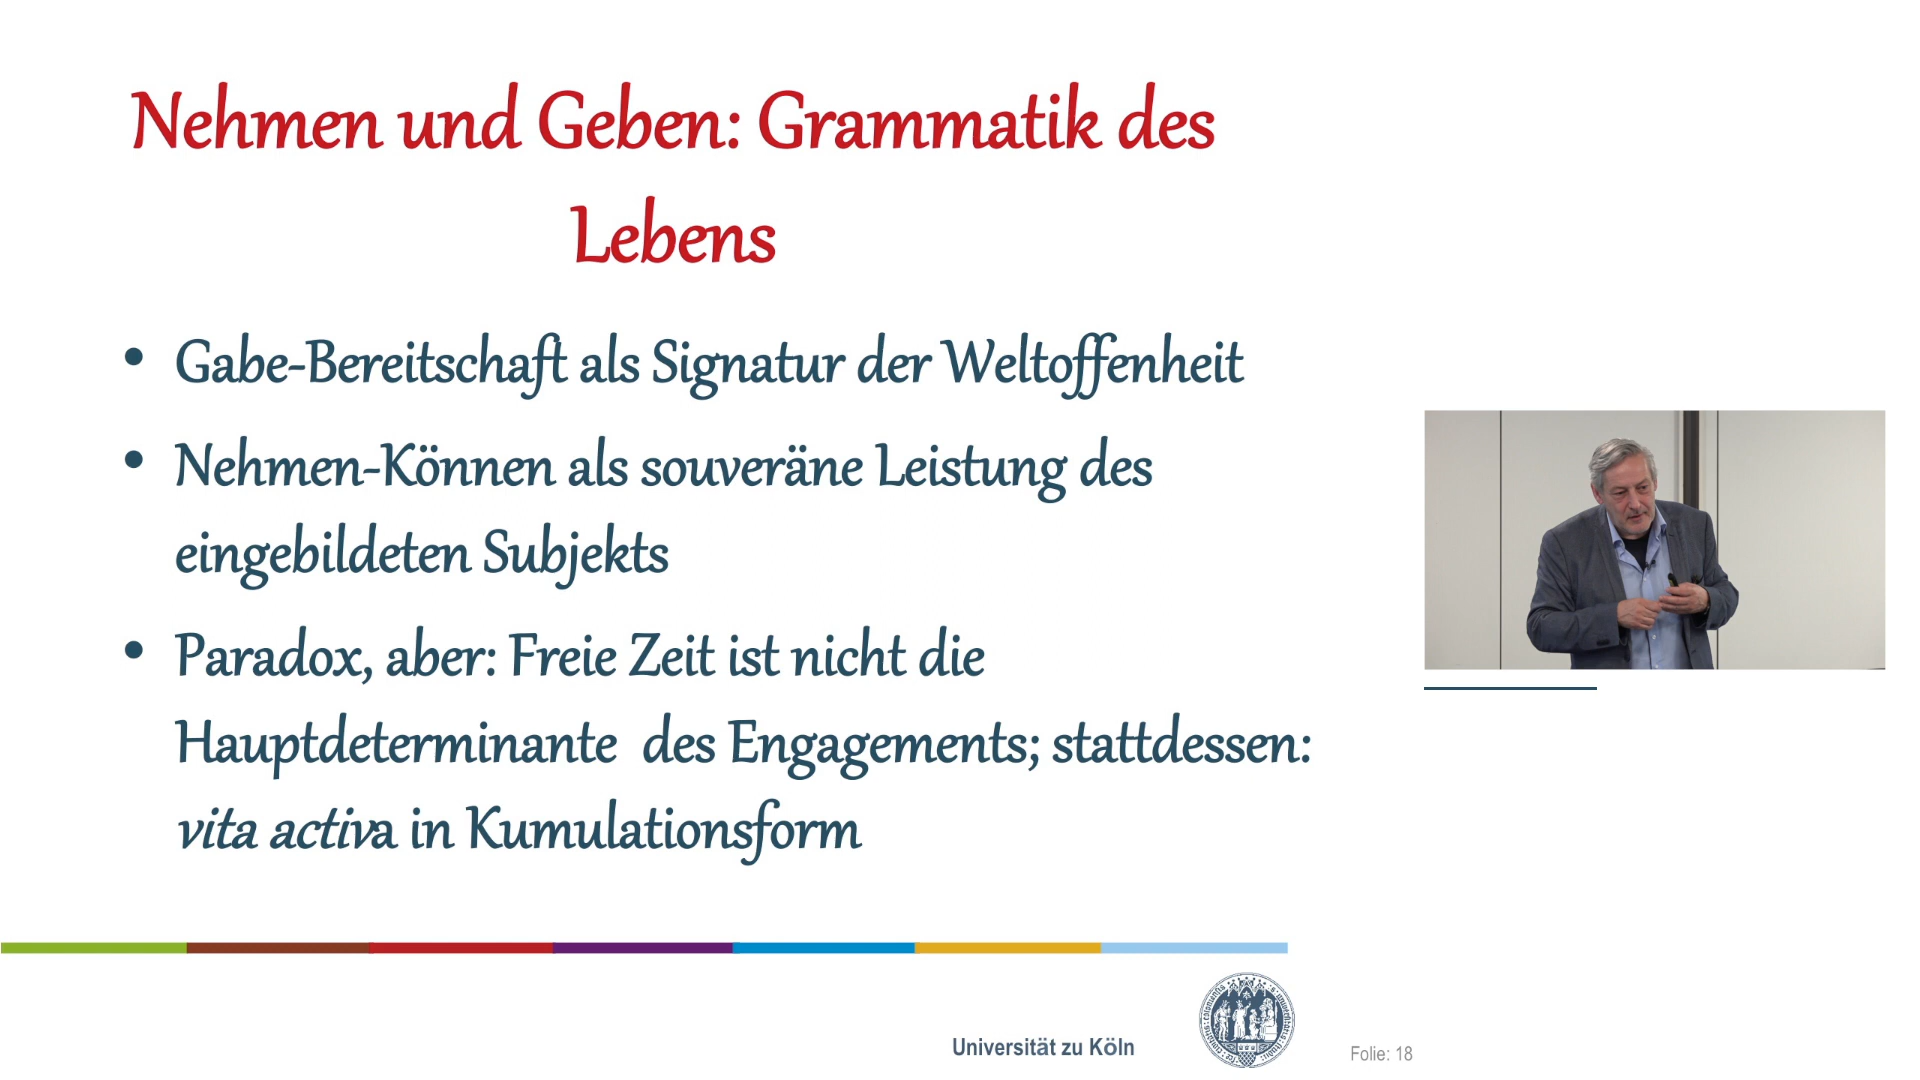 Nehmen und Geben: Grammatik des
Lebens
• Gabe-Bereitschaft als Signatur der Weltoffenheit
• Nehmen-Können als souveräne Leistung des
eingebildeten Subjekts
• Paradox, aber: Freie Zeit ist nicht die
Hauptdeterminante des Engagements; stattdessen:
vita activa in Kumulationsform
Universität zu Köln
Folie: 18